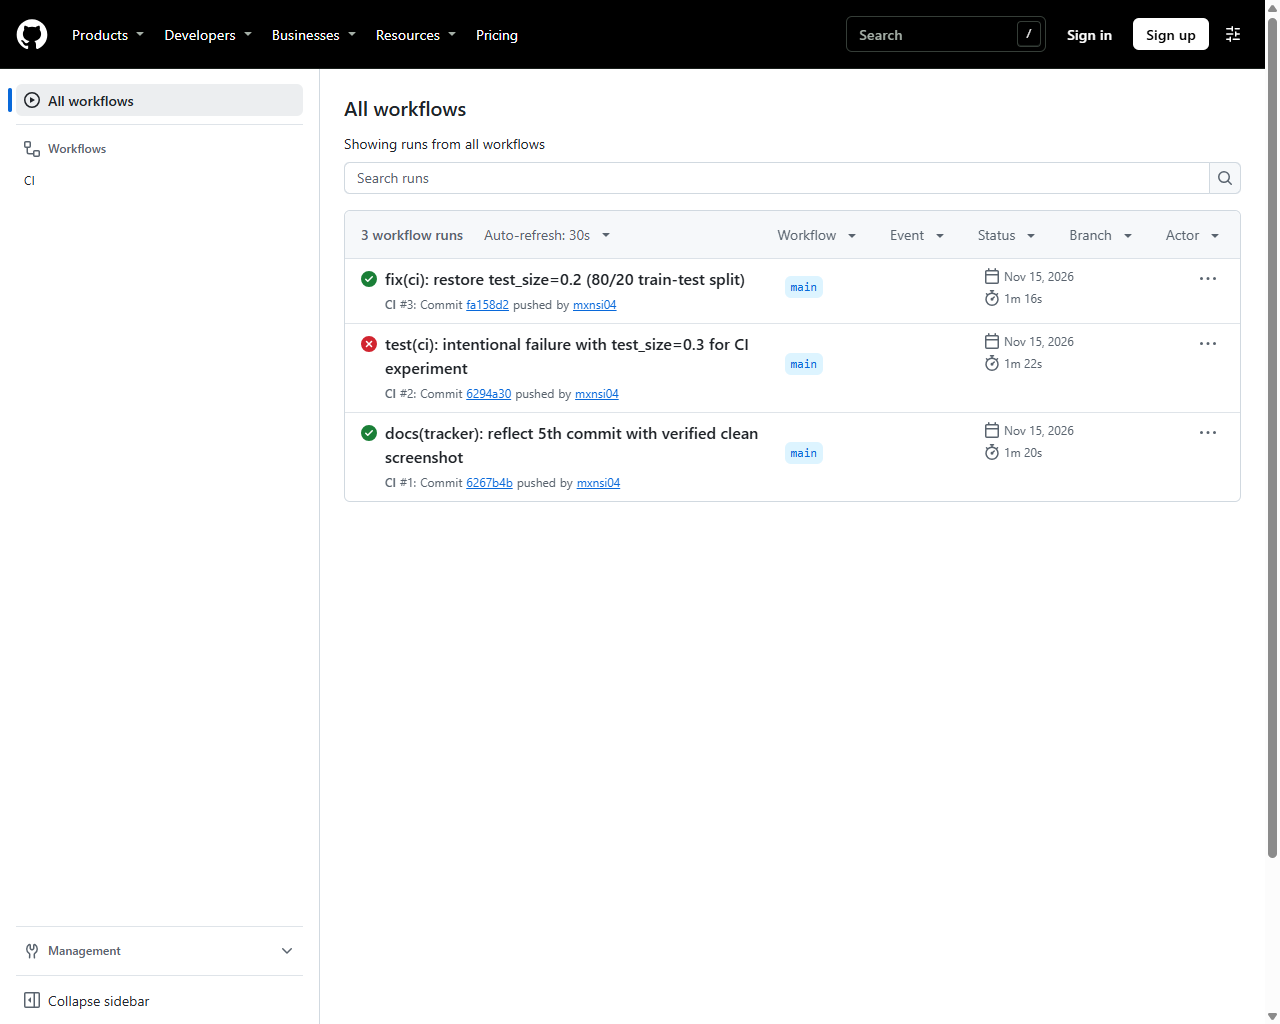 Products Developers Businesses Resources Pricing Search / Sign in Sign up
All workflows
Workflows
CI
Management
Collapse sidebar
All workflows
Showing runs from all workflows
Search runs
3 workflow runs Auto-refresh: 30s Workflow Event Status Branch Actor
fix(ci): restore test_size=0.2 (80/20 train-test split)
CI #3: Commit fa158d2 pushed by mxnsi04
main
Nov 15, 2026
1m 16s
test(ci): intentional failure with test_size=0.3 for CI
experiment
CI #2: Commit 6294a30 pushed by mxnsi04
main
Nov 15, 2026
1m 22s
docs(tracker): reflect 5th commit with verified clean
screenshot
CI #1: Commit 6267b4b pushed by mxnsi04
main
Nov 15, 2026
1m 20s